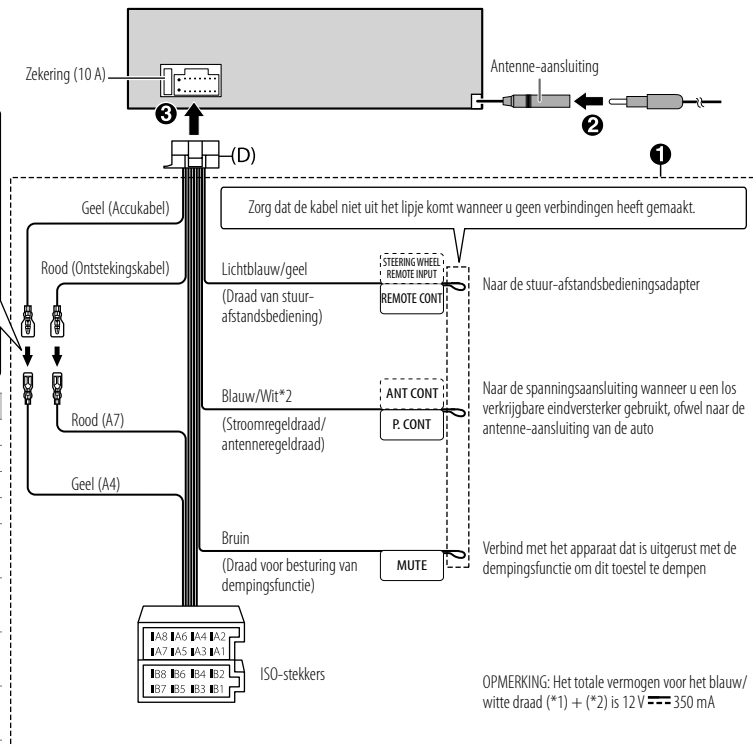 Zekering (10 A)
Antenne-aansluiting
3
2
(D)
1
Geel (Accukabel)
Zorg dat de kabel niet uit het lipje komt wanneer u geen verbindingen heeft gemaakt.
Rood (Ontstekingskabel)
Lichtblauw/geel
(Draad van stuur-
afstandsbediening)
STEERING WHEEL
REMOTE INPUT
REMOTE CONT
Naar de stuur-afstandsbedieningsadapter
Blauw/Wit*2
(Stroomregeldraad/
antenneregeldraad)
ANT CONT
P. CONT
Naar de spanningsaansluiting wanneer u een los
verkrijgbare eindversterker gebruikt, ofwel naar de
antenne-aansluiting van de auto
Rood (A7)
Geel (A4)
Bruin
(Draad voor besturing van
dempingsfunctie)
MUTE
Verbind met het apparaat dat is uitgerust met de
dempingsfunctie om dit toestel te dempen
A8 A6 A4 A2
A7 A5 A3 A1
B8 B6 B4 B2
B7 B5 B3 B1
ISO-stekkers
OPMERKING: Het totale vermogen voor het blauw/
witte draad (*1) + (*2) is 12 V ⎓ 350 mA